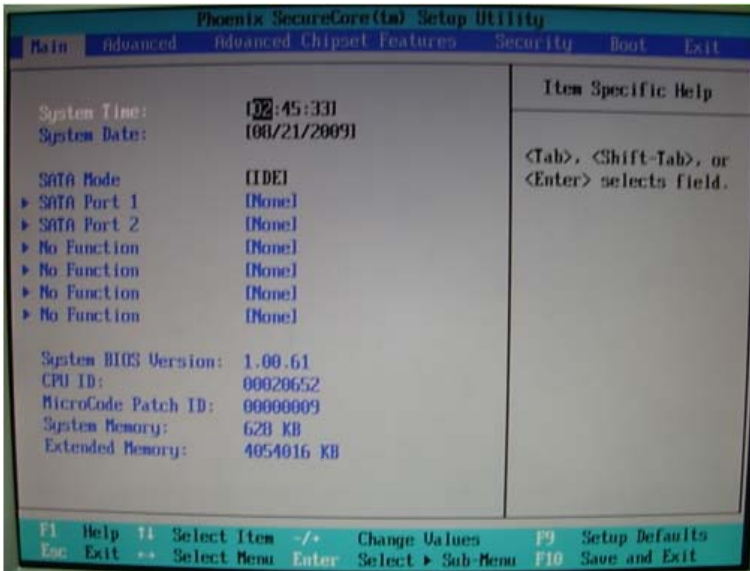 Phoenix SecureCore(tm) Setup Utility
Main Advanced Advanced Chipset Features Security Boot Exit
Item Specific Help
System Time: [02:45:33]
System Date: [08/21/2009]
<Tab>, <Shift-Tab>, or
<Enter> selects field.
SATA Mode [IDE]
SATA Port 1 [None]
SATA Port 2 [None]
No Function [None]
No Function [None]
No Function [None]
No Function [None]
System BIOS Version: 1.00.61
CPU ID: 00020652
MicroCode Patch ID: 00000009
System Memory: 628 KB
Extended Memory: 4054016 KB
F1 Help ↑↓ Select Item -/+ Change Values F9 Setup Defaults
Esc Exit ↔ Select Menu Enter Select ▶ Sub-Menu F10 Save and Exit